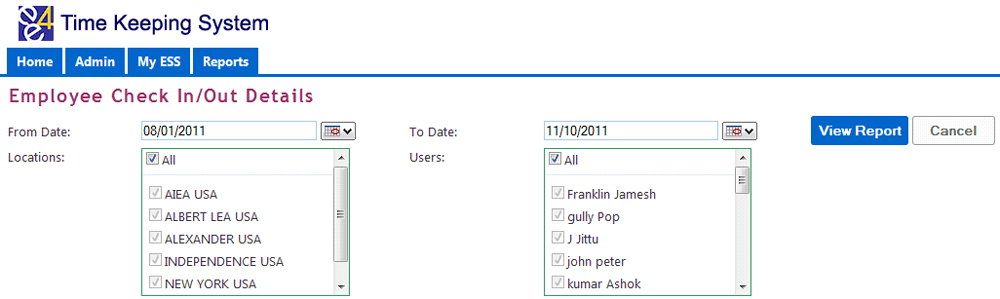 e4e Time Keeping System
Home Admin My ESS Reports
Employee Check In/Out Details
From Date: 08/01/2011 To Date: 11/10/2011 View Report Cancel
Locations: All Users: All
AIEA USA Franklin Jamesh
ALBERT LEA USA gully Pop
ALEXANDER USA J Jittu
INDEPENDENCE USA john peter
NEW YORK USA kumar Ashok